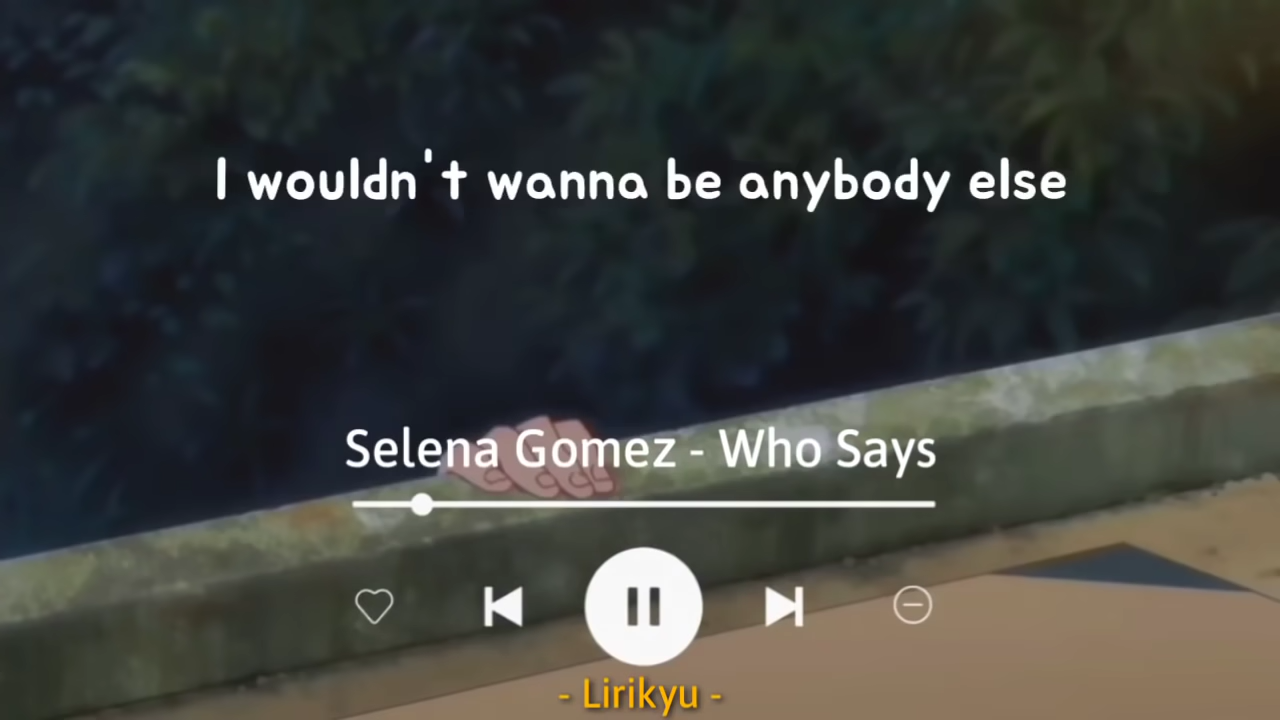 I wouldn't wanna be anybody else
Selena Gomez - Who Says
- Lirikyu -